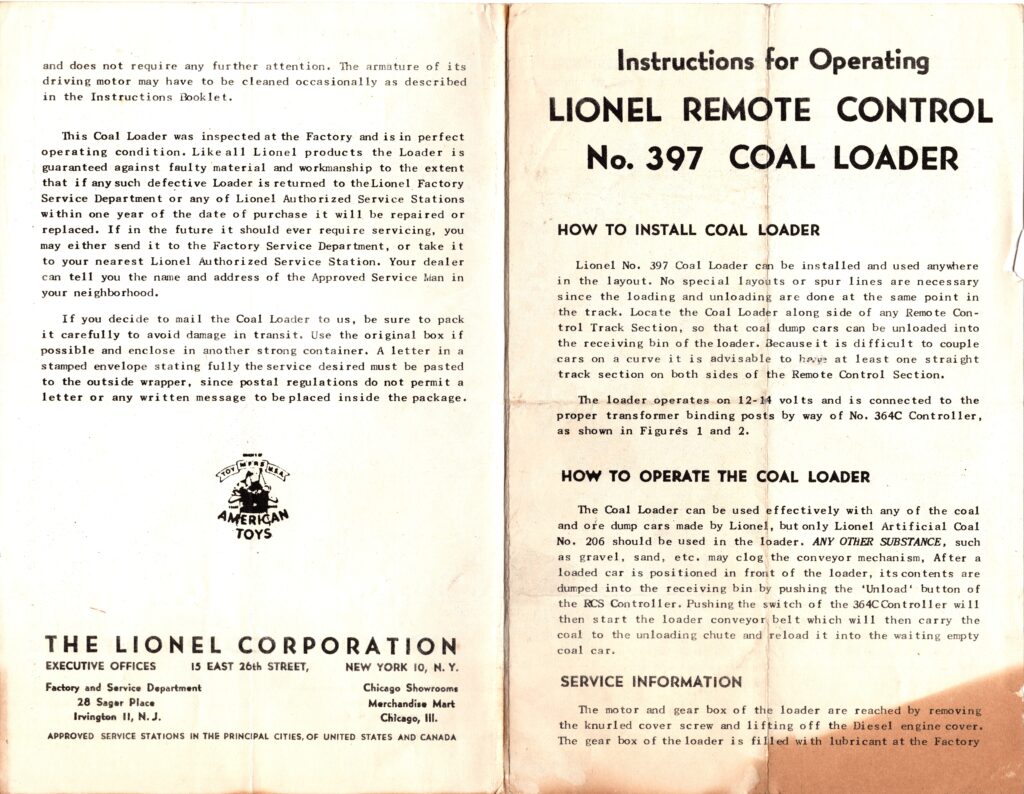 and does not require any further attention. The armature of its
driving motor may have to be cleaned occasionally as described
in the Instructions Booklet.
This Coal Loader was inspected at the Factory and is in perfect
operating condition. Like all Lionel products the Loader is
guaranteed against faulty material and workmanship to the extent
that if any such defective Loader is returned to the Lionel Factory
Service Department or any of Lionel Authorized Service Stations
within one year of the date of purchase it will be repaired or
replaced. If in the future it should ever require servicing, you
may either send it to the Factory Service Department, or take it
to your nearest Lionel Authorized Service Station. Your dealer
can tell you the name and address of the Approved Service Man in
your neighborhood.
If you decide to mail the Coal Loader to us, be sure to pack
it carefully to avoid damage in transit. Use the original box if
possible and enclose in another strong container. A letter in a
stamped envelope stating fully the service desired must be pasted
to the outside wrapper, since postal regulations do not permit a
letter or any written message to be placed inside the package.
TOY MFRS U.S.A.
AMERICAN
TOYS
THE LIONEL CORPORATION
EXECUTIVE OFFICES 15 EAST 26th STREET, NEW YORK 10, N. Y.
Factory and Service Department
28 Sager Place
Irvington 11, N. J.
Chicago Showrooms
Merchandise Mart
Chicago, Ill.
APPROVED SERVICE STATIONS IN THE PRINCIPAL CITIES, OF UNITED STATES AND CANADA
Instructions for Operating
LIONEL REMOTE CONTROL
No. 397 COAL LOADER
HOW TO INSTALL COAL LOADER
Lionel No. 397 Coal Loader can be installed and used anywhere
in the layout. No special layouts or spur lines are necessary
since the loading and unloading are done at the same point in
the track. Locate the Coal Loader along side of any Remote Con-
trol Track Section, so that coal dump cars can be unloaded into
the receiving bin of the loader. Because it is difficult to couple
cars on a curve it is advisable to have at least one straight
track section on both sides of the Remote Control Section.
The loader operates on 12-14 volts and is connected to the
proper transformer binding posts by way of No. 364C Controller,
as shown in Figures 1 and 2.
HOW TO OPERATE THE COAL LOADER
The Coal Loader can be used effectively with any of the coal
and ore dump cars made by Lionel, but only Lionel Artificial Coal
No. 206 should be used in the loader. ANY OTHER SUBSTANCE, such
as gravel, sand, etc. may clog the conveyor mechanism, After a
loaded car is positioned in front of the loader, its contents are
dumped into the receiving bin by pushing the 'Unload' button of
the RCS Controller. Pushing the switch of the 364C Controller will
then start the loader conveyor belt which will then carry the
coal to the unloading chute and reload it into the waiting empty
coal car.
SERVICE INFORMATION
The motor and gear box of the loader are reached by removing
the knurled cover screw and lifting off the Diesel engine cover.
The gear box of the loader is filled with lubricant at the Factory